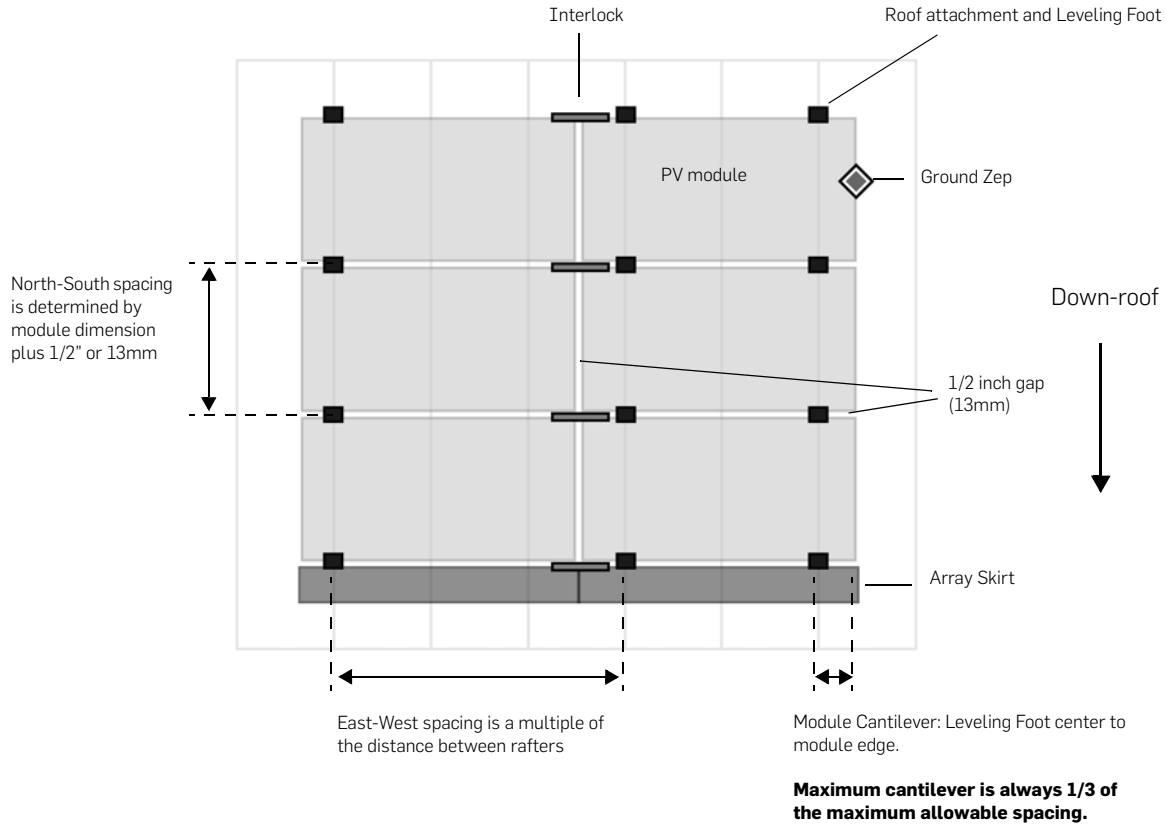 Interlock
Roof attachment and Leveling Foot
PV module
Ground Zep
North-South spacing
is determined by
module dimension
plus 1/2” or 13mm
Down-roof
1/2 inch gap
(13mm)
Array Skirt
East-West spacing is a multiple of
the distance between rafters
Module Cantilever: Leveling Foot center to
module edge.
Maximum cantilever is always 1/3 of
the maximum allowable spacing.